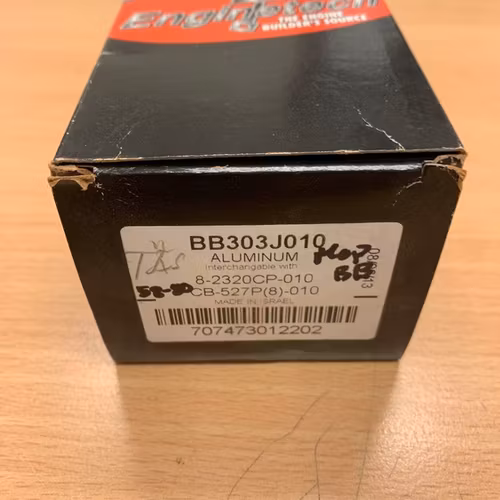 Enginetech
THE ENGINE
BUILDER'S SOURCE
BB303J010
ALUMINUM
Interchangable with
8-2320CP-010
CB-527P(8)-010
MADE IN ISRAEL
707473012202